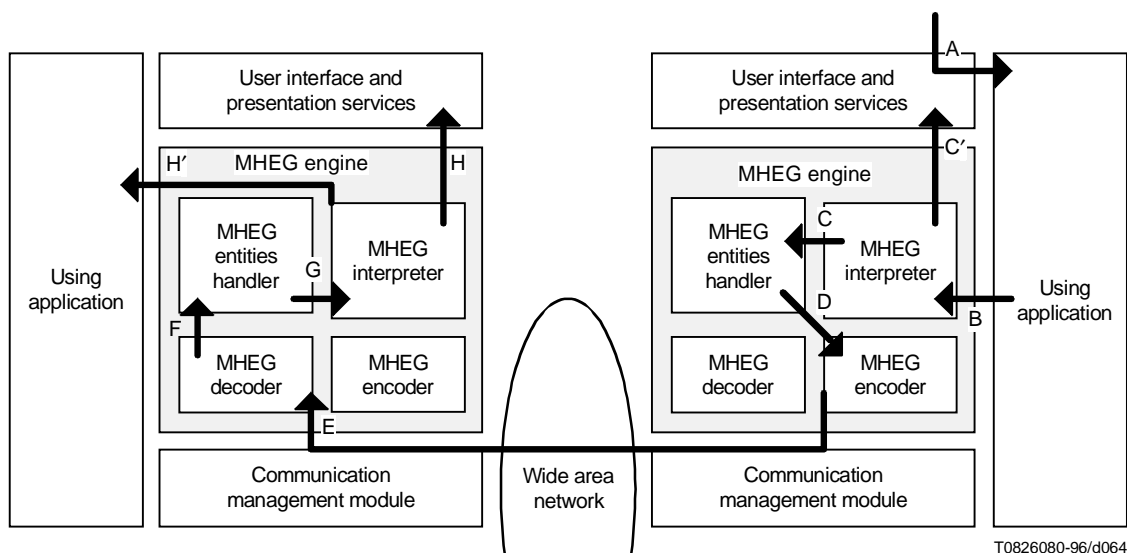 A
User interface and
presentation services
User interface and
presentation services
H′
MHEG engine
H
MHEG engine
C′
Using
application
MHEG
entities
handler
G
MHEG
interpreter
MHEG
entities
handler
C
MHEG
interpreter
D
B
Using
application
F
MHEG
decoder
MHEG
encoder
MHEG
decoder
MHEG
encoder
E
Communication
management module
Wide area
network
Communication
management module
T0826080-96/d064